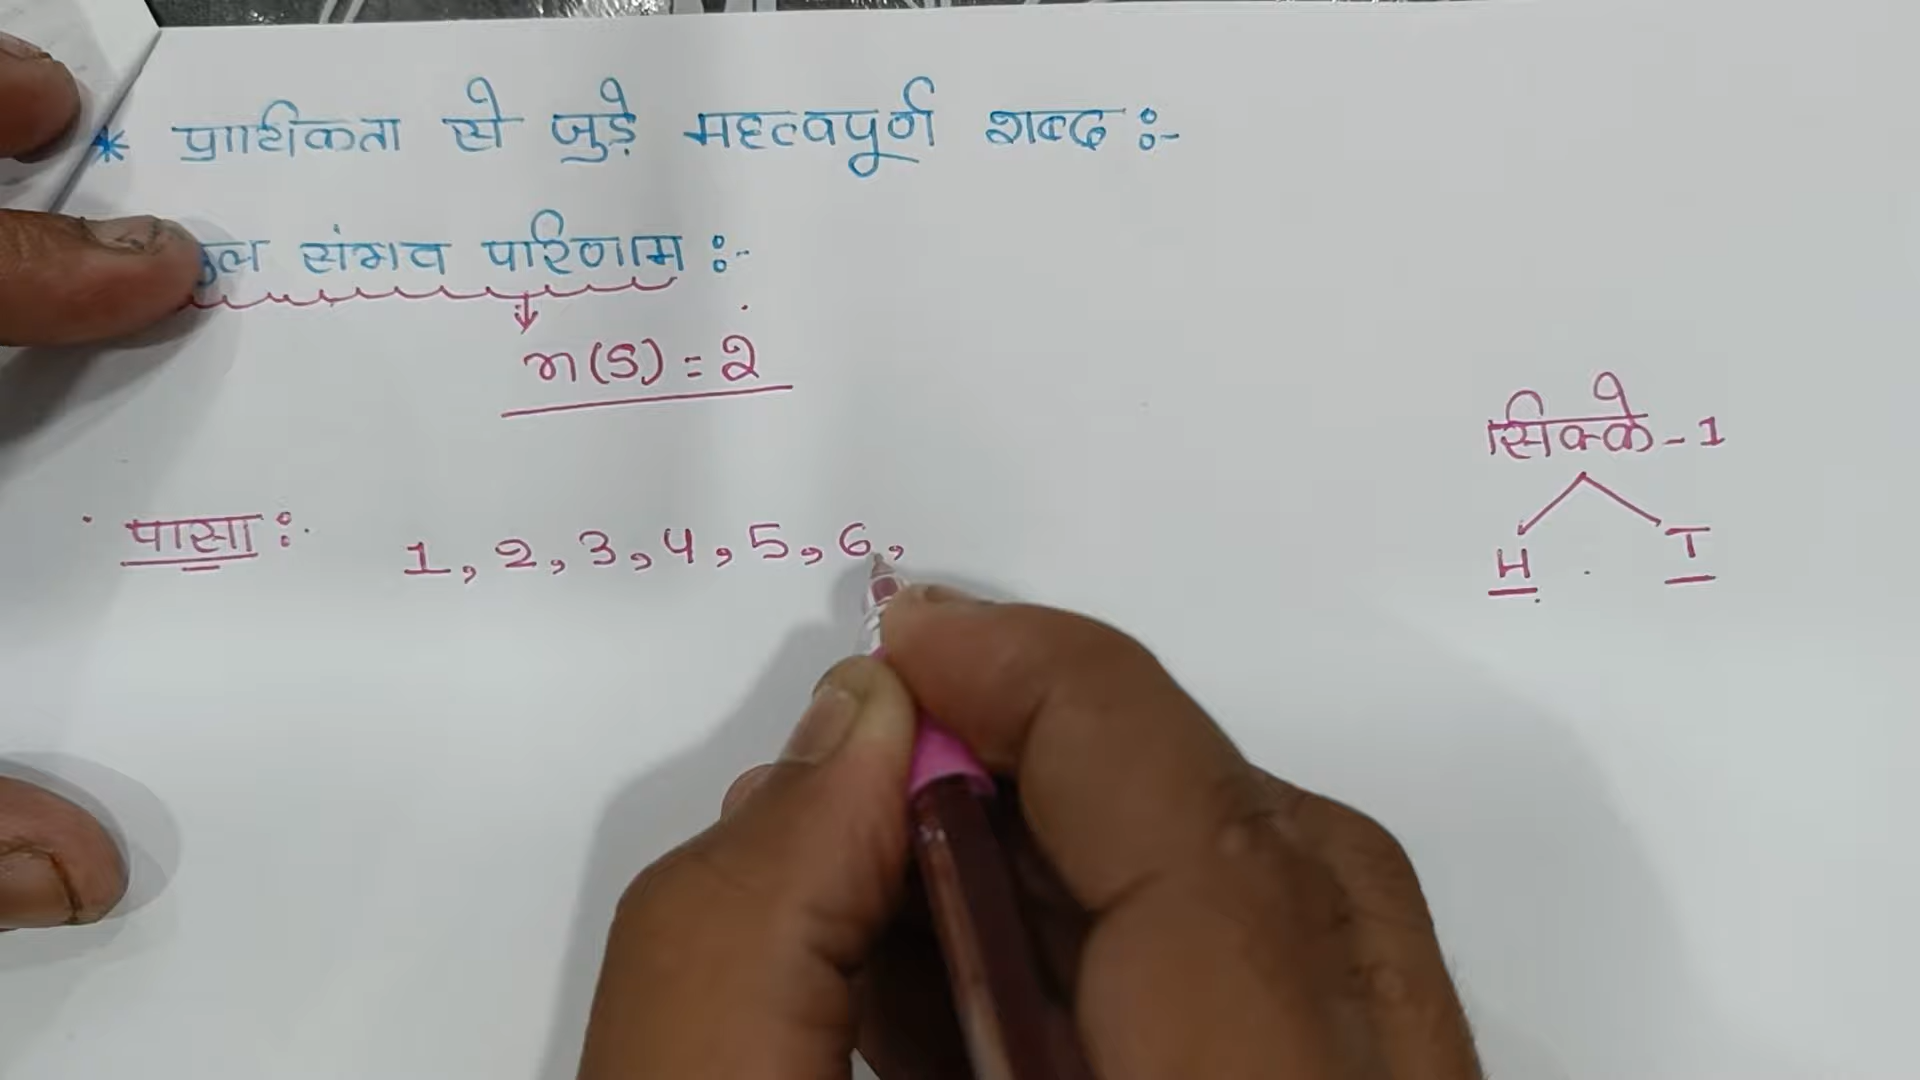 * प्रायिकता से जुड़े महत्वपूर्ण शब्द :-
संभव परिणाम :-
n(S) = 2
सिक्के - 1
H T
पासा : 1, 2, 3, 4, 5, 6,